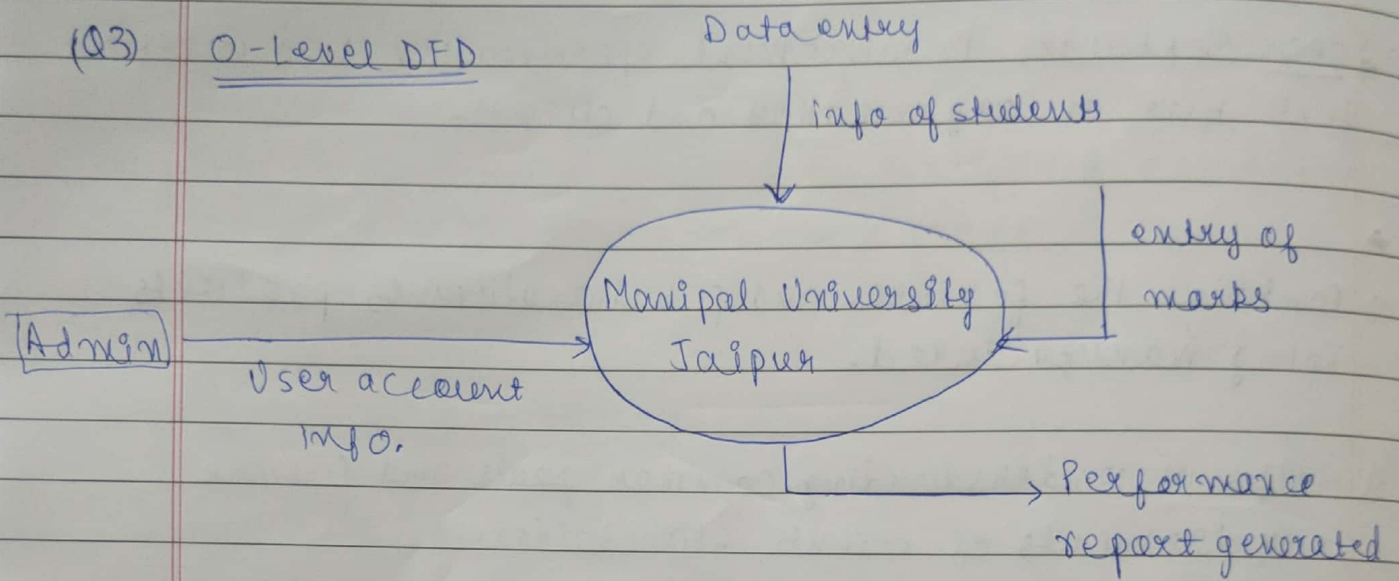 (Q3) 0-Level DFD
Data entry
info of students
entry of
marks
Manipal University
Jaipur
Admin
User account
info.
Performance
report generated